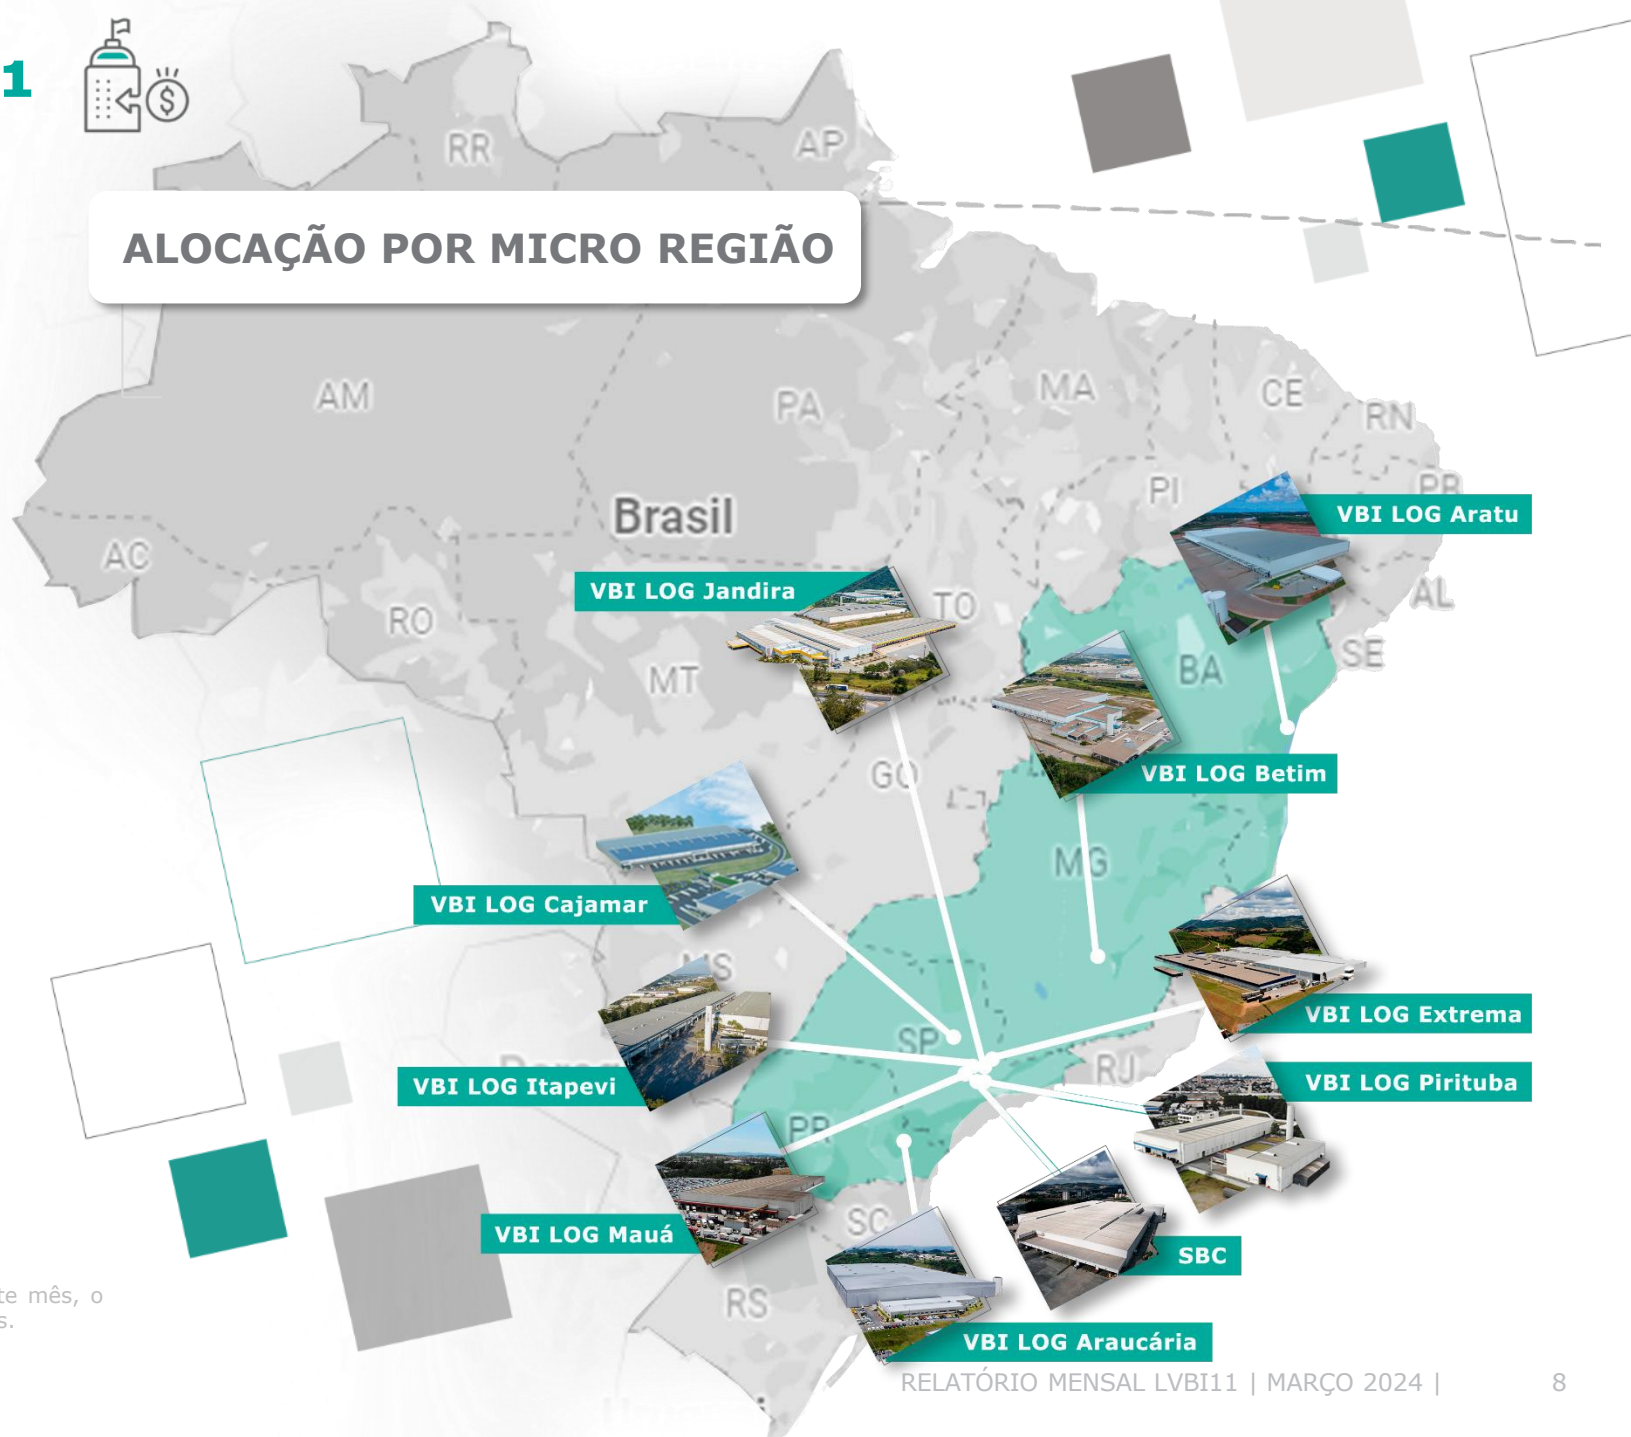 1
$
RR
AP
ALOCAÇÃO POR MICRO REGIÃO
AM
PA
MA
CE
RN
PI
PB
Brasil
VBI LOG Aratu
AC
VBI LOG Jandira
TO
AL
RO
MT
BA
SE
GO
VBI LOG Betim
MG
VBI LOG Cajamar
MS
VBI LOG Extrema
SP
RJ
VBI LOG Itapevi
VBI LOG Pirituba
PR
VBI LOG Mauá
SC
SBC
te mês, o
s.
RS
VBI LOG Araucária
RELATÓRIO MENSAL LVBI11 | MARÇO 2024 | 8